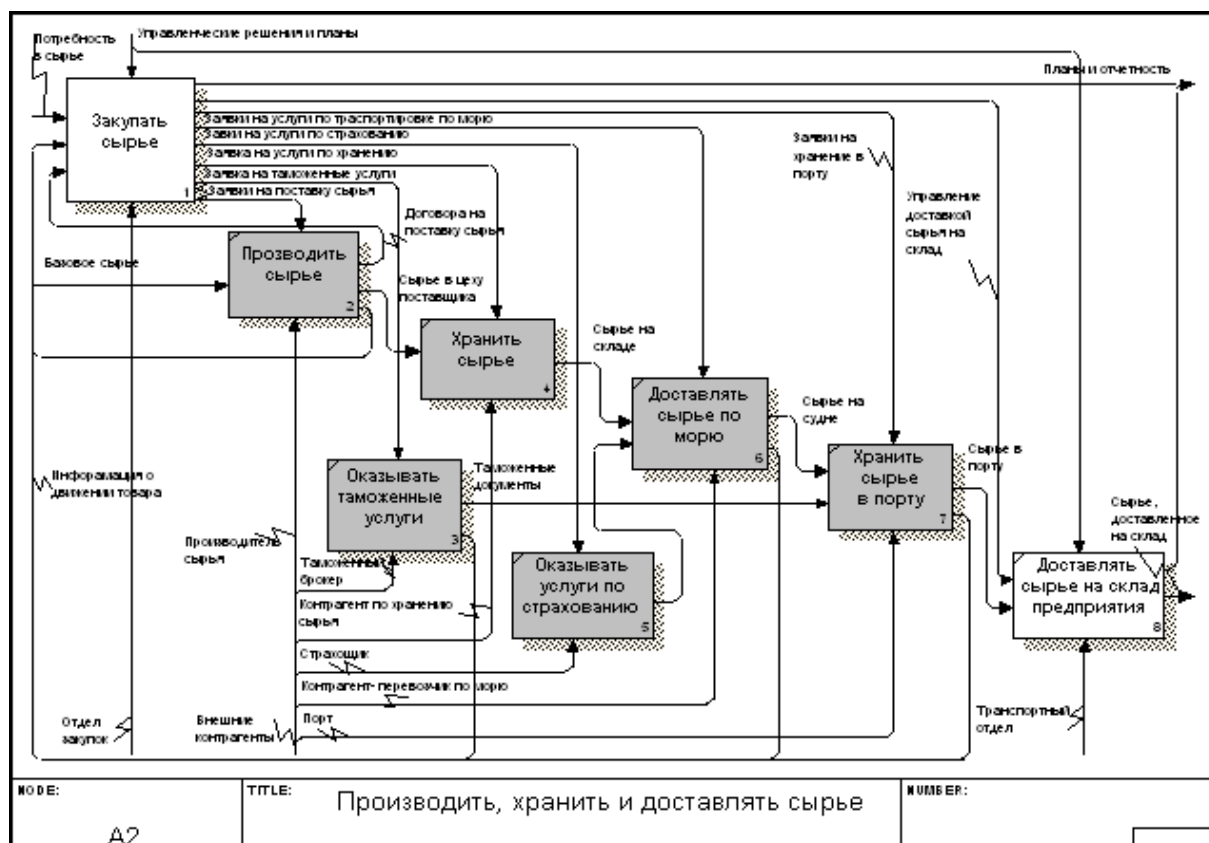 Потребность
в сырье
Управленческие решения и планы
Планы и отчетность
Закупать
сырье
1
Заявки на услуги по траспортировке по морю
Завки на услуги по страхованию
Заявка на услуги по хранению
Заявка на таможенные услуги
Заявки на поставку сырья
Заявки на
хранение в
порту
Управление
доставкой
сырья на
склад
Договора на
поставку сырья
Базовое сырье
Прозводить
сырье
2
Сырье в цеху
поставщика
Хранить
сырье
4
Сырье на
складе
Доставлять
сырье по
морю
6
Сырье на
судне
Хранить
сырье
в порту
7
Сырье в
порту
Информация о
движении товара
Оказывать
таможенные
услуги
3
Таможенные
документы
Сырье,
доставленное
на склад
Производитель
сырья
Таможенный
брокер
Оказывать
услуги по
страхованию
5
Доставлять
сырье на склад
предприятия
8
Контрагент по хранению
сырья
Страхощик
Контрагент-перевозчик по морю
Отдел
закупок
Внешние
контрагенты
Порт
Транспортный
отдел
NODE:
TITLE:
Производить, хранить и доставлять сырье
NUMBER:
A2